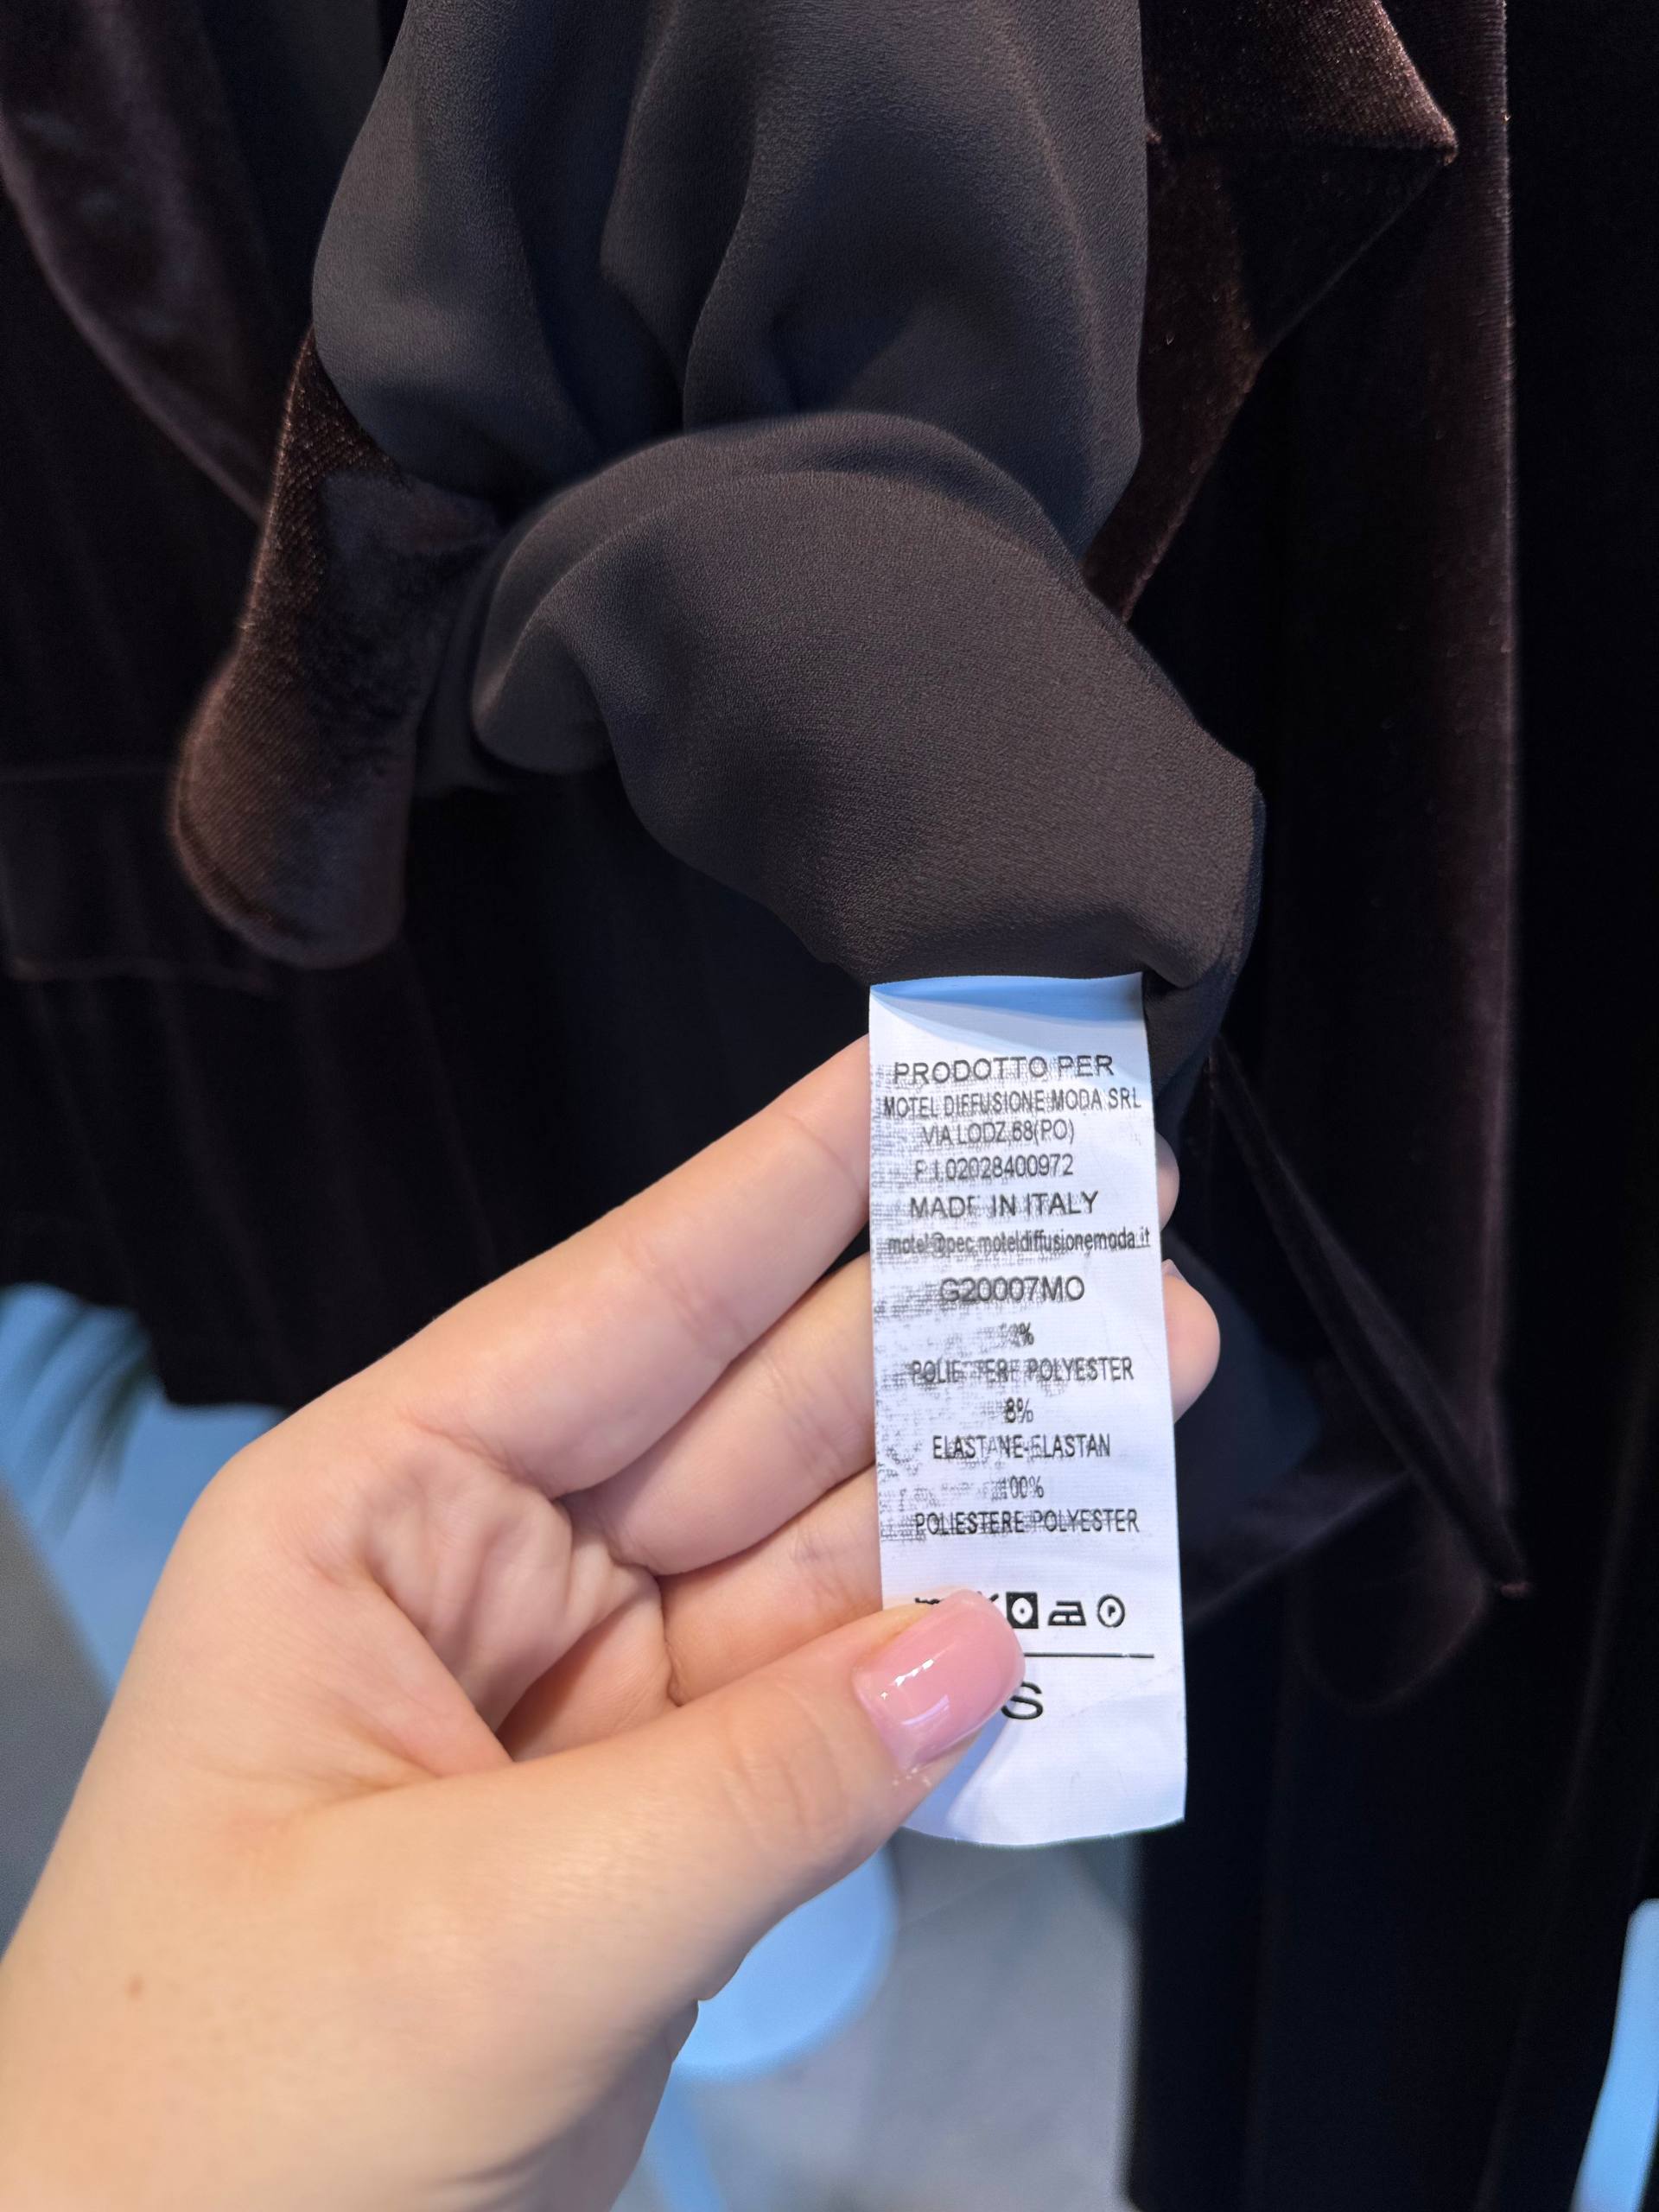 PRODOTTO PER
MOTEL DIFFUSIONE MODA SRL
VIA LODZ,68(PO)
P.I.02028400972
MADE IN ITALY
motel@pec.moteldiffusionemoda.it
G20007MO
POLIESTERE POLYESTER
8%
ELASTANE-ELASTAN
100%
POLIESTERE POLYESTER
P
S